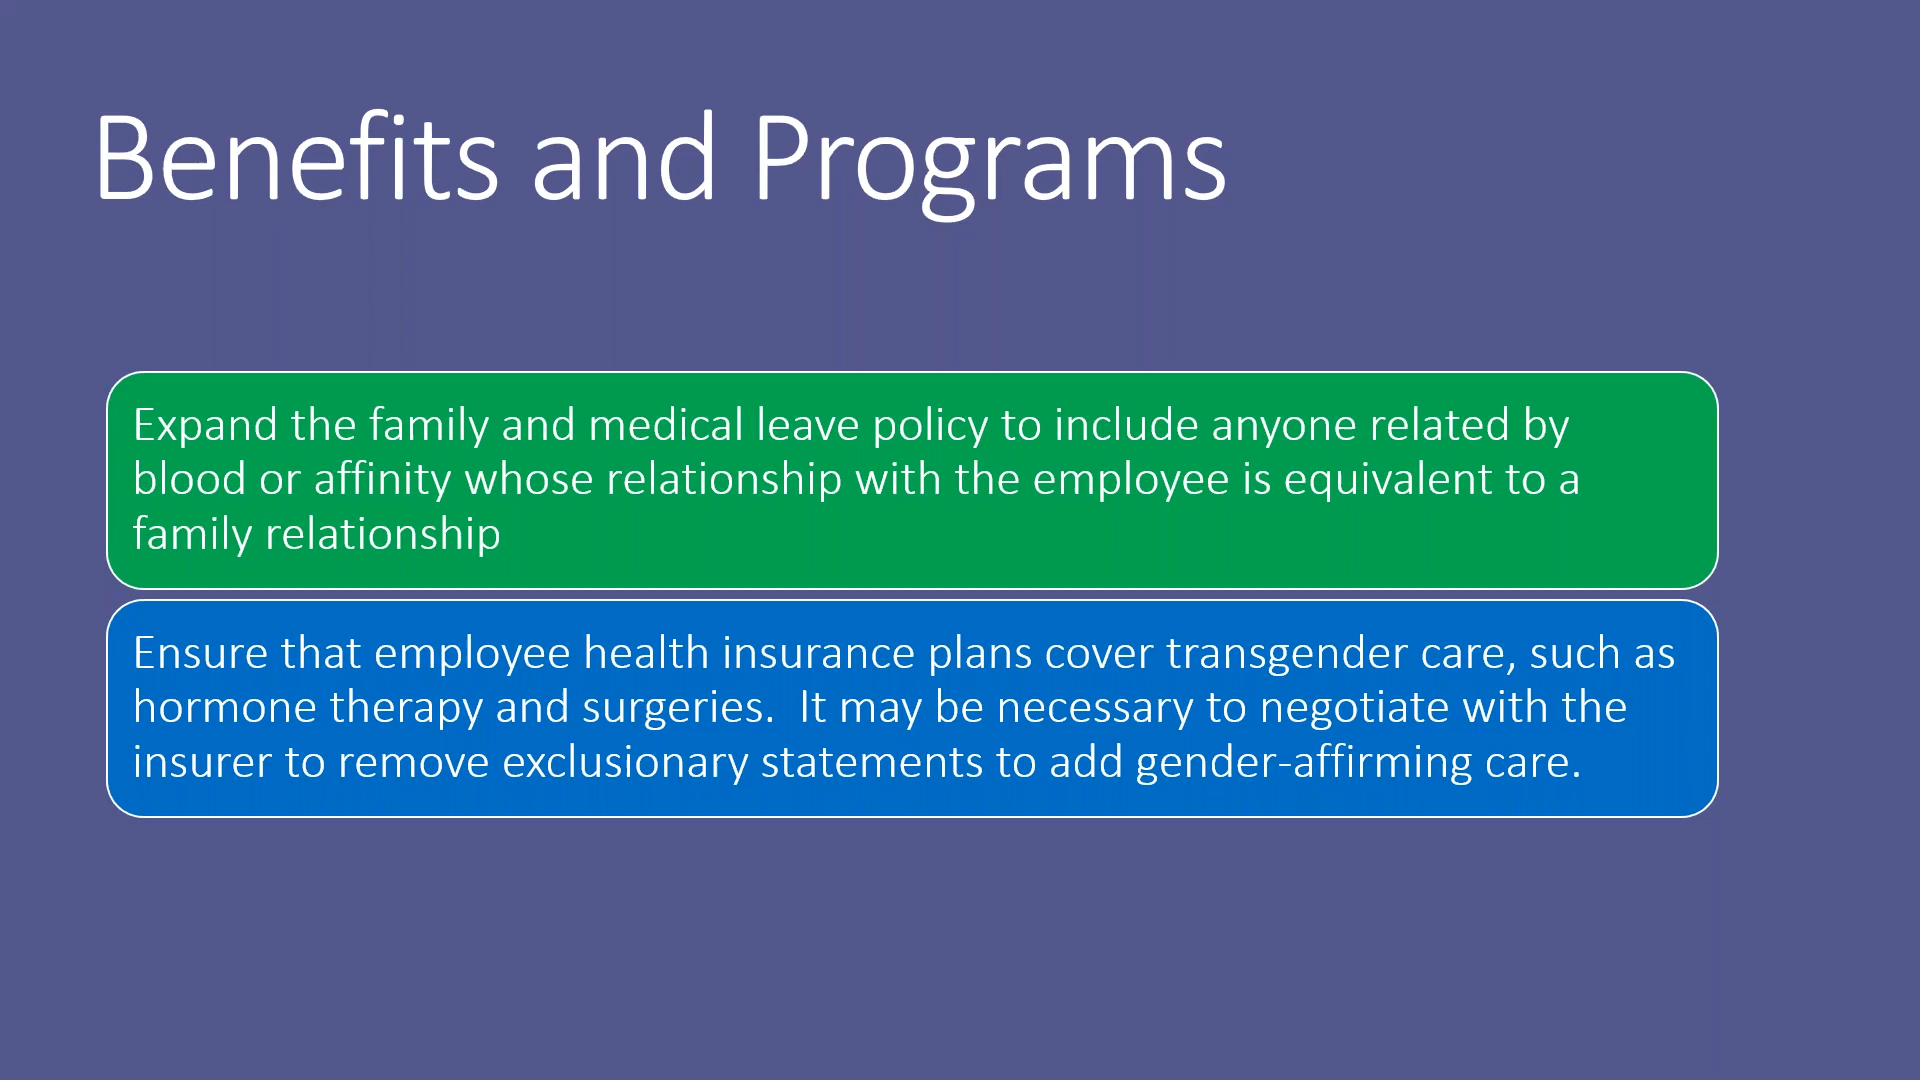 Benefits and Programs
Expand the family and medical leave policy to include anyone related by
blood or affinity whose relationship with the employee is equivalent to a
family relationship
Ensure that employee health insurance plans cover transgender care, such as
hormone therapy and surgeries.  It may be necessary to negotiate with the
insurer to remove exclusionary statements to add gender-affirming care.